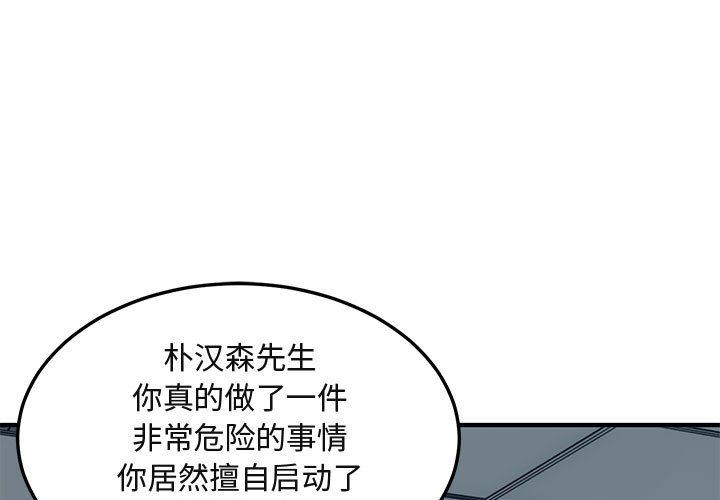 朴汉森先生
你真的做了一件
非常危险的事情
你居然擅自启动了